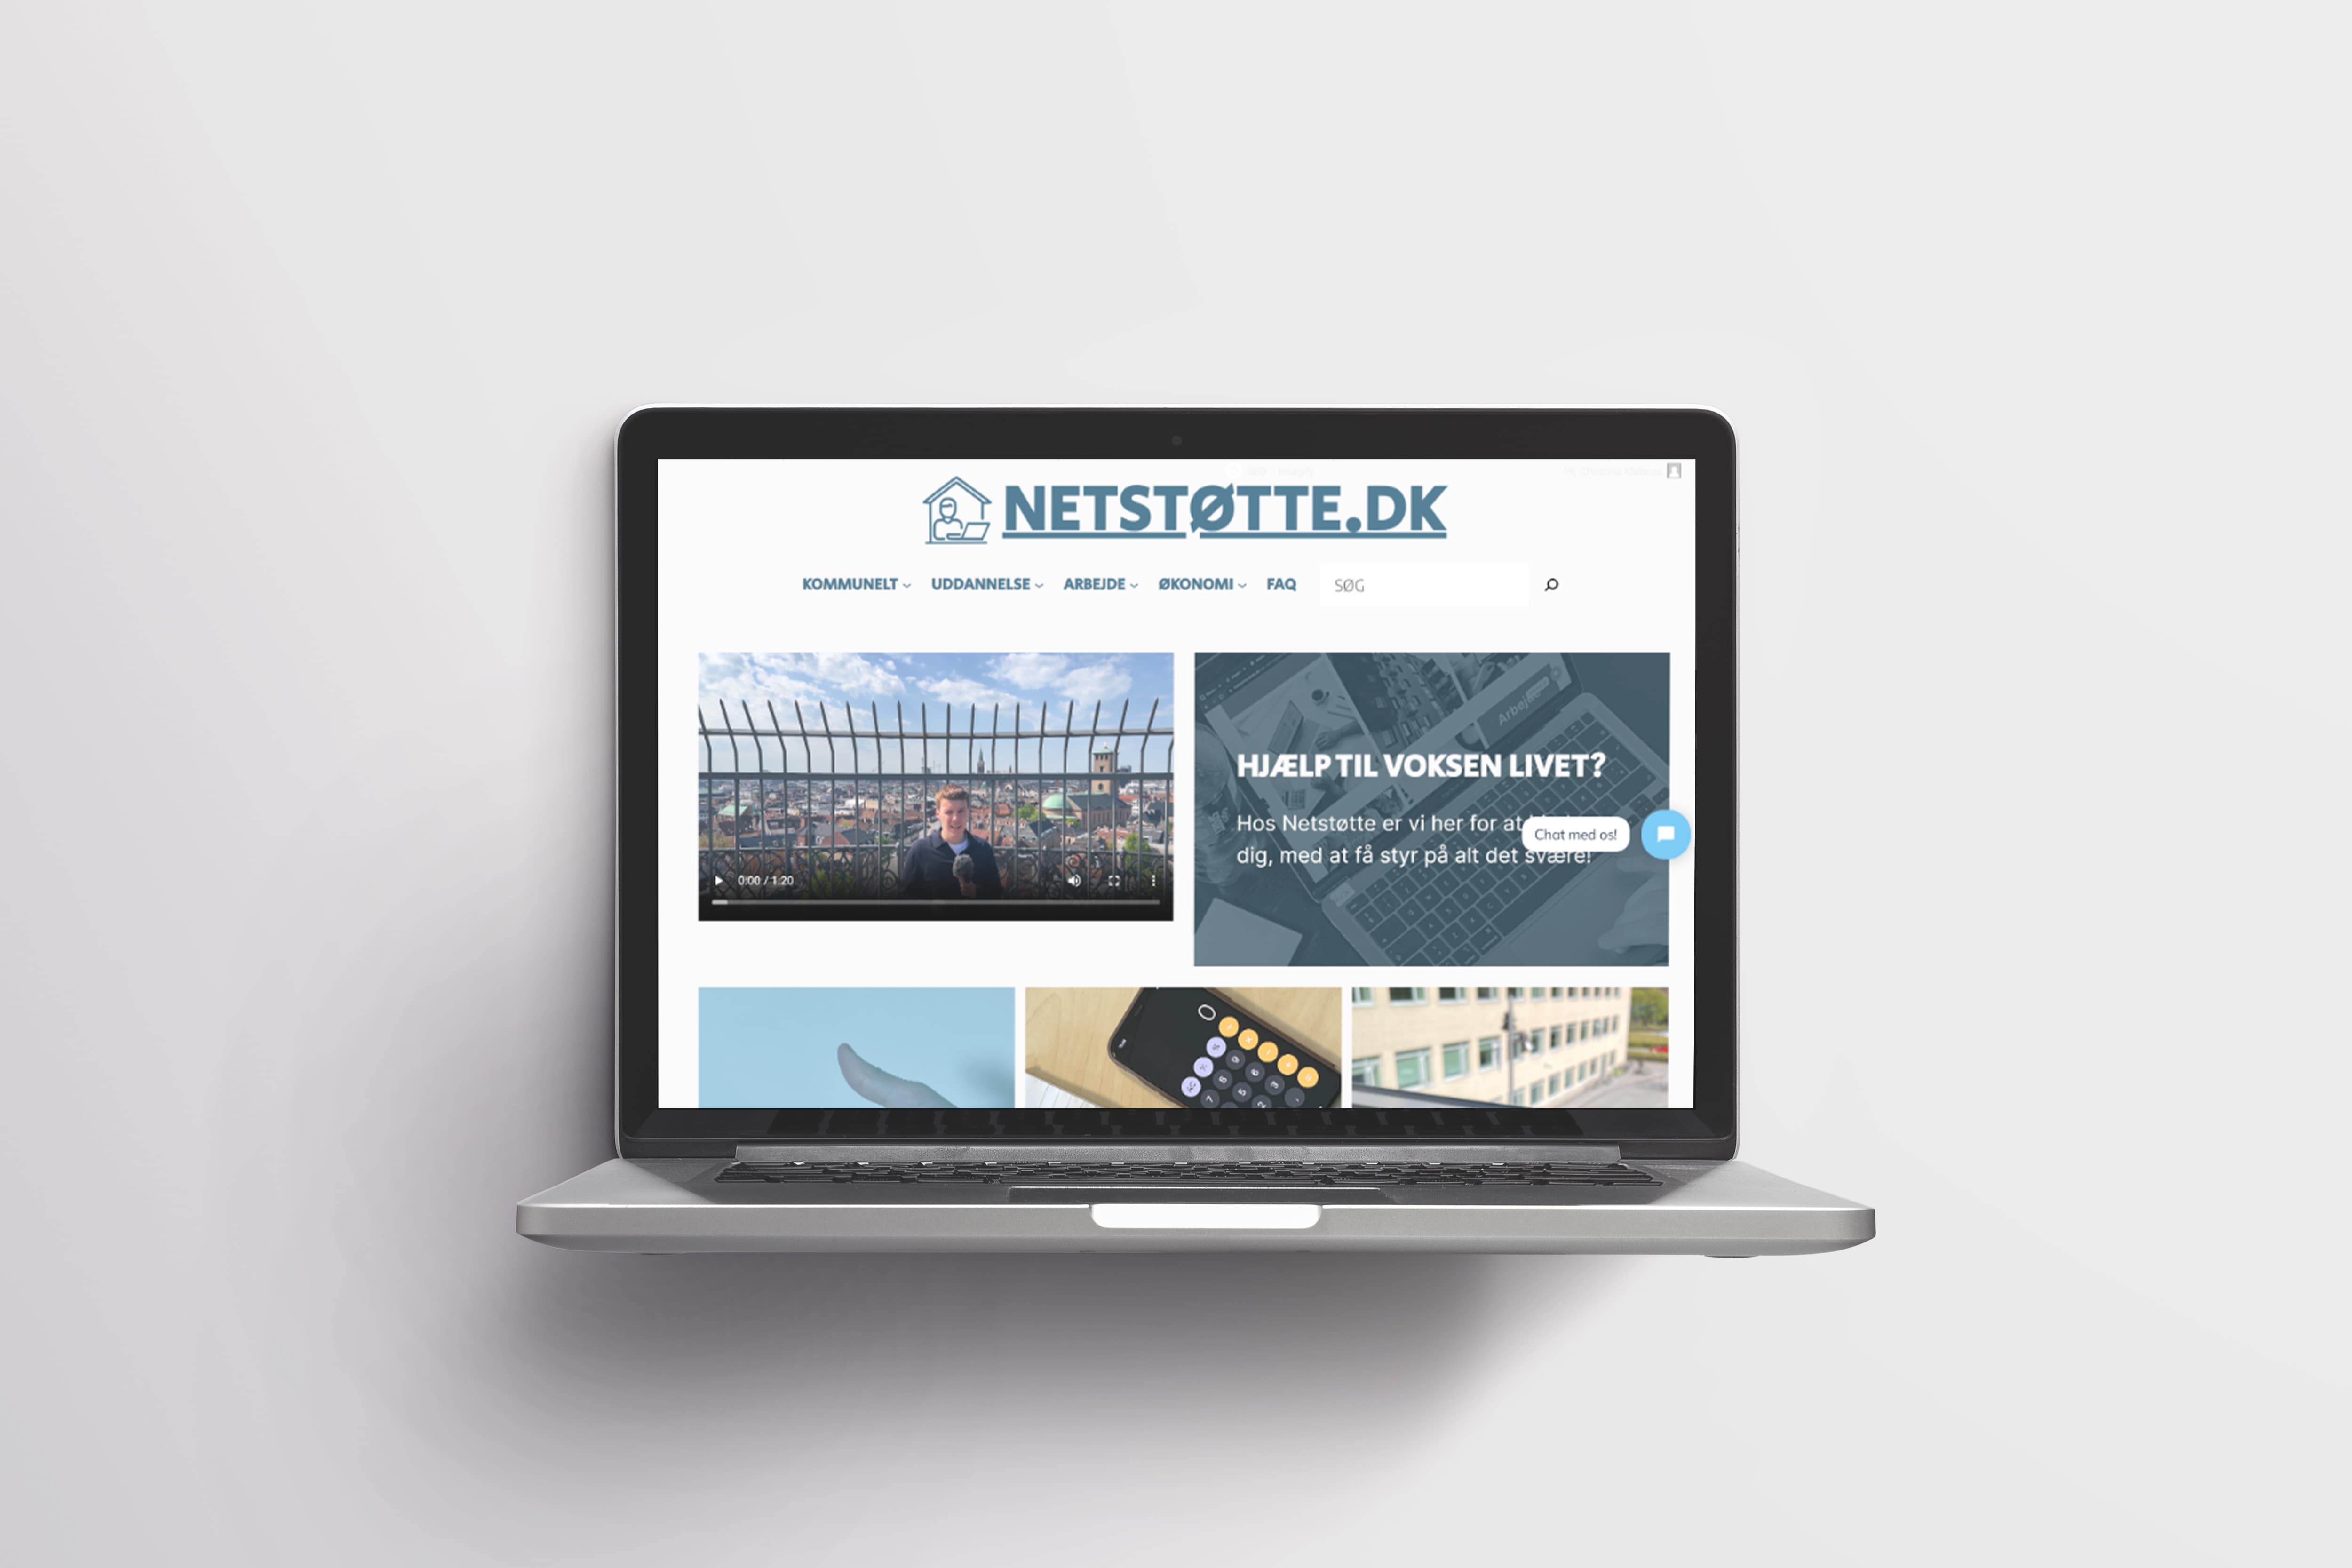 NETSTØTTE.DK
KOMMUNELT UDDANNELSE ARBEJDE ØKONOMI FAQ SØG
HJÆLP TIL VOKSEN LIVET?
Hos Netstøtte er vi her for at
dig, med at få styr på alt det svære!
Chat med os!
0:00 / 1:20